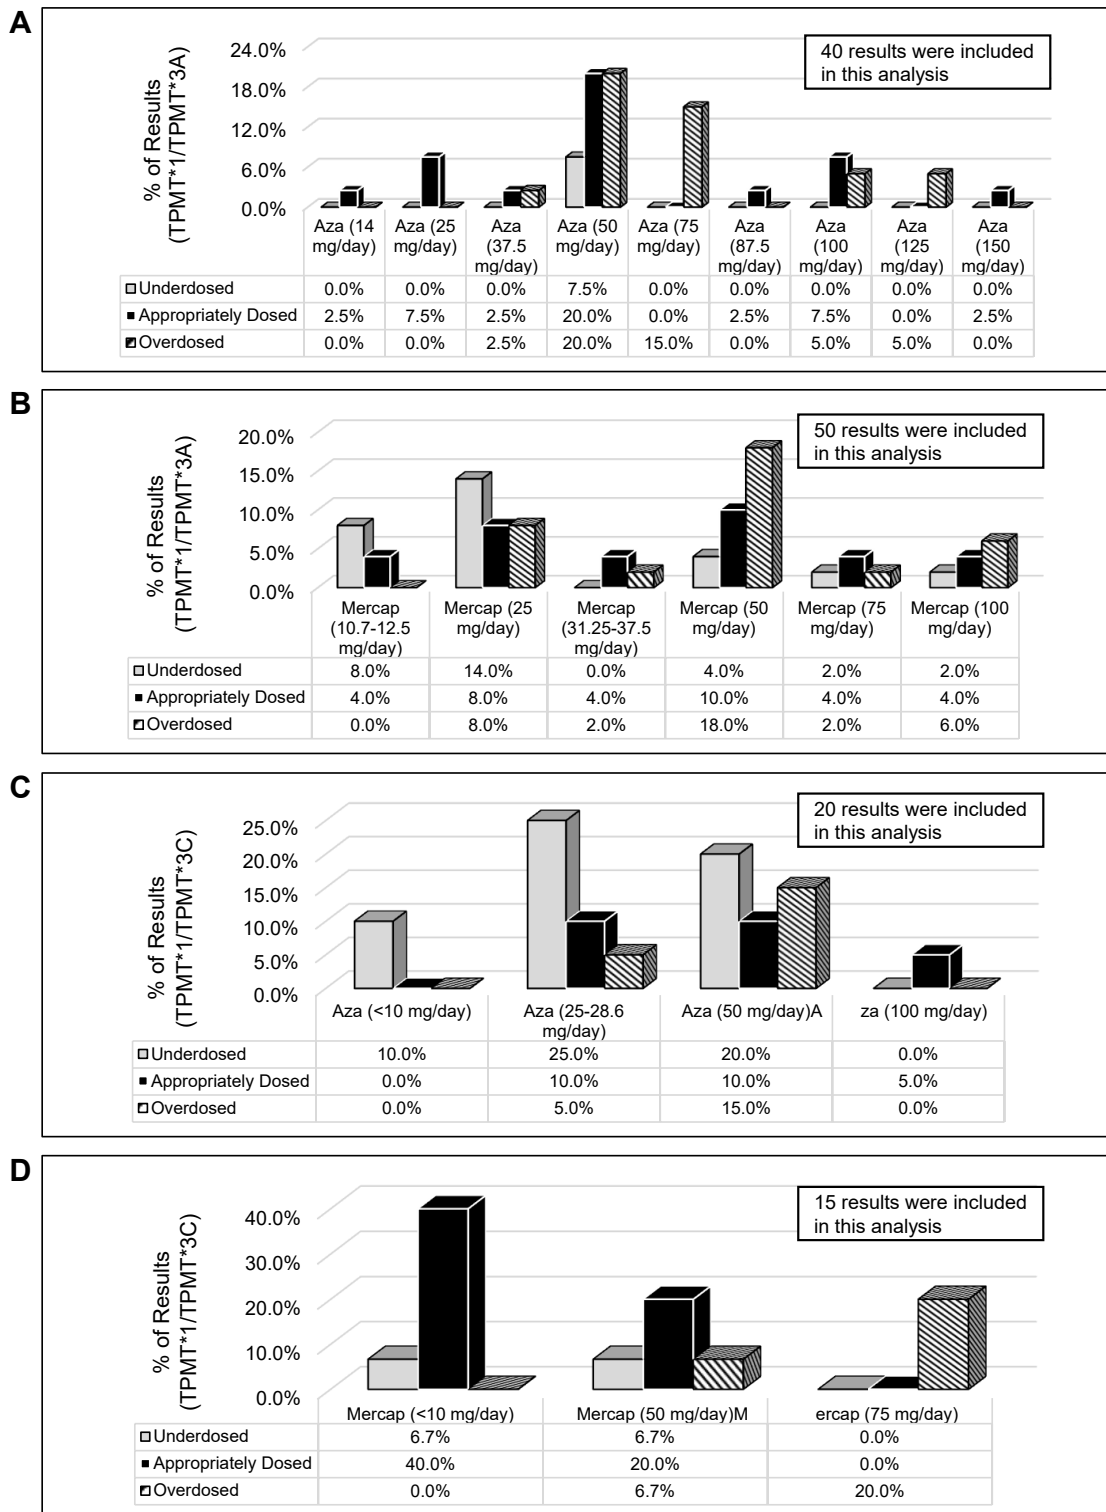 A
40 results were included
in this analysis
% of Results
(TPMT*1/TPMT*3A)
24.0%
18.0%
12.0%
6.0%
0.0%
Aza (14 mg/day) Aza (25 mg/day) Aza (37.5 mg/day) Aza (50 mg/day) Aza (75 mg/day) Aza (87.5 mg/day) Aza (100 mg/day) Aza (125 mg/day) Aza (150 mg/day)
Underdosed 0.0% 0.0% 0.0% 7.5% 0.0% 0.0% 0.0% 0.0% 0.0%
Appropriately Dosed 2.5% 7.5% 2.5% 20.0% 0.0% 2.5% 7.5% 0.0% 2.5%
Overdosed 0.0% 0.0% 2.5% 20.0% 15.0% 0.0% 5.0% 5.0% 0.0%
B
50 results were included
in this analysis
% of Results
(TPMT*1/TPMT*3A)
20.0%
15.0%
10.0%
5.0%
0.0%
Mercap (10.7-12.5 mg/day) Mercap (25 mg/day) Mercap (31.25-37.5 mg/day) Mercap (50 mg/day) Mercap (75 mg/day) Mercap (100 mg/day)
Underdosed 8.0% 14.0% 0.0% 4.0% 2.0% 2.0%
Appropriately Dosed 4.0% 8.0% 4.0% 10.0% 4.0% 4.0%
Overdosed 0.0% 8.0% 2.0% 18.0% 2.0% 6.0%
C
20 results were included
in this analysis
% of Results
(TPMT*1/TPMT*3C)
25.0%
20.0%
15.0%
10.0%
5.0%
0.0%
Aza (<10 mg/day) Aza (25-28.6 mg/day) Aza (50 mg/day)A za (100 mg/day)
Underdosed 10.0% 25.0% 20.0% 0.0%
Appropriately Dosed 0.0% 10.0% 10.0% 5.0%
Overdosed 0.0% 5.0% 15.0% 0.0%
D
15 results were included
in this analysis
% of Results
(TPMT*1/TPMT*3C)
40.0%
30.0%
20.0%
10.0%
0.0%
Mercap (<10 mg/day) Mercap (50 mg/day)M ercap (75 mg/day)
Underdosed 6.7% 6.7% 0.0%
Appropriately Dosed 40.0% 20.0% 0.0%
Overdosed 0.0% 6.7% 20.0%